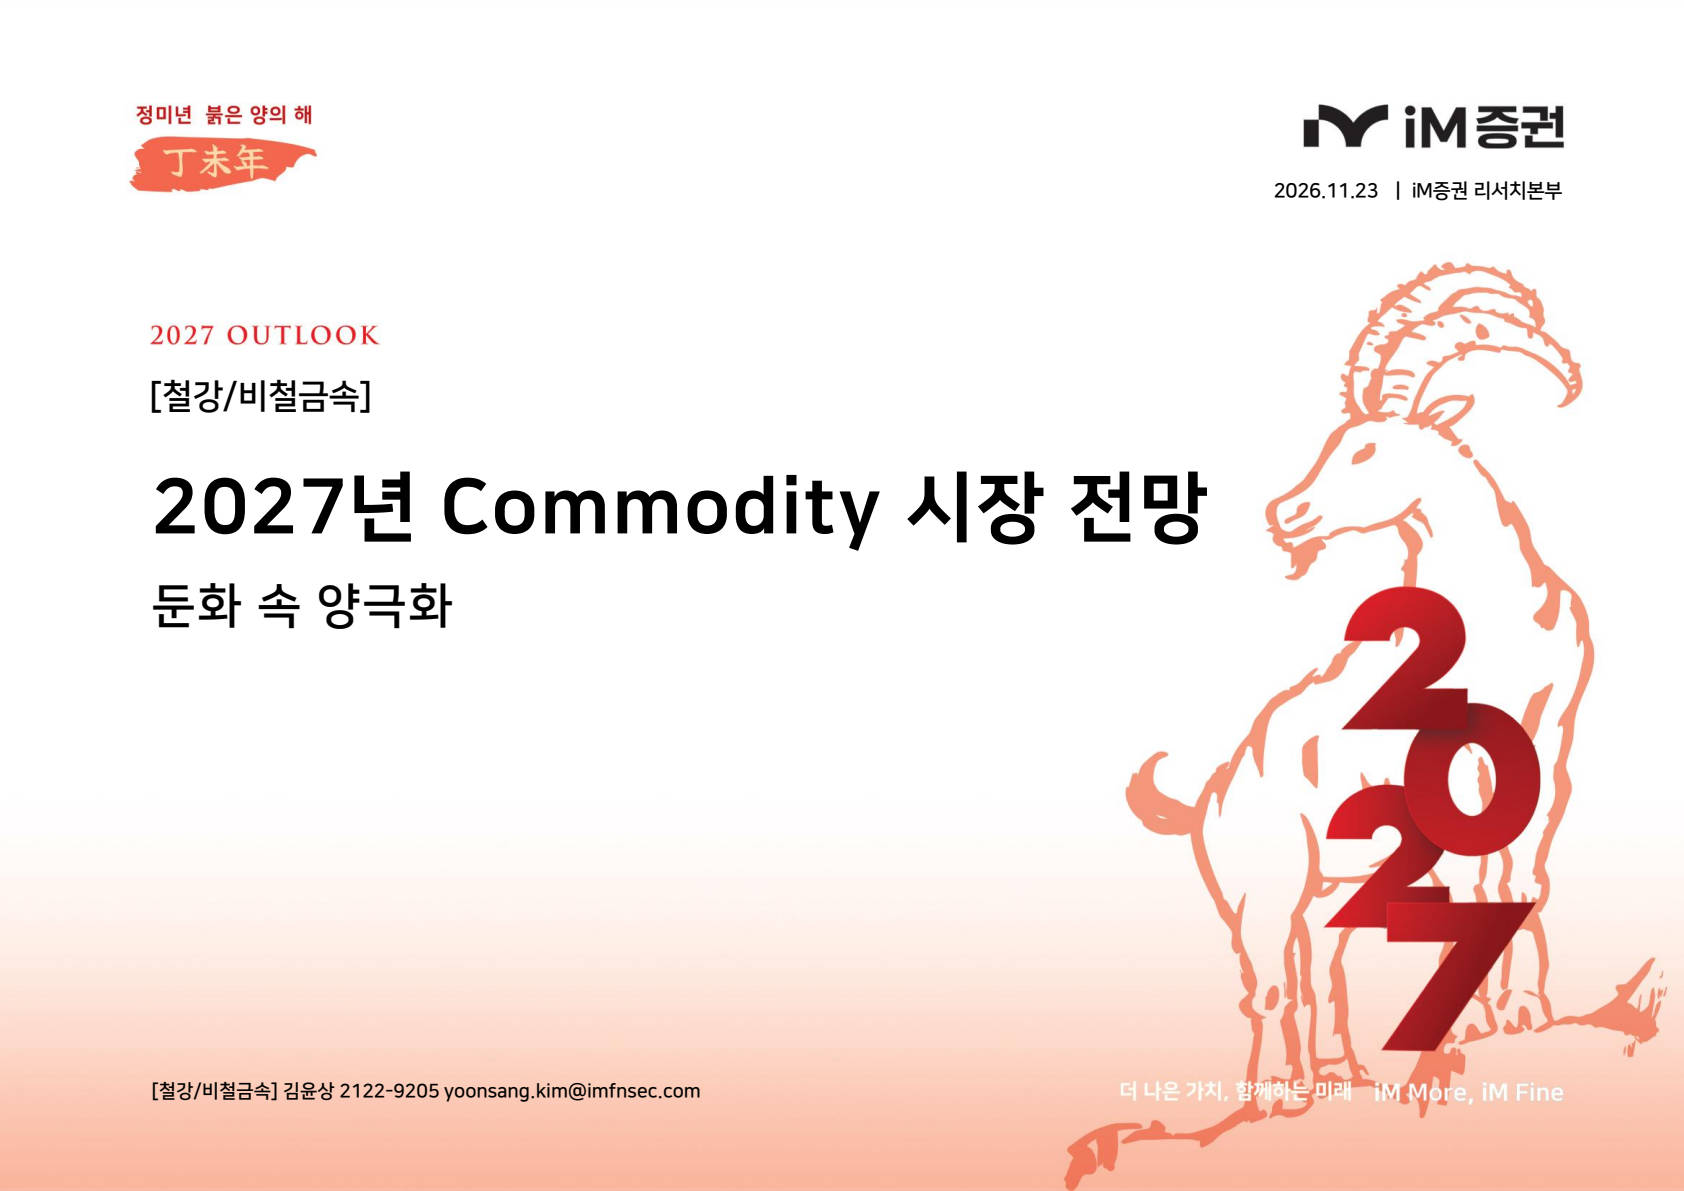 정미년 붉은 양의 해
丁未年
iM증권
2026.11.23 | iM증권 리서치본부
2027 OUTLOOK
[철강/비철금속]
2027년 Commodity 시장 전망
둔화 속 양극화
2027
[철강/비철금속] 김윤상 2122-9205 yoonsang.kim@imfnsec.com
더 나은 가치, 함께하는 미래 iM More, iM Fine